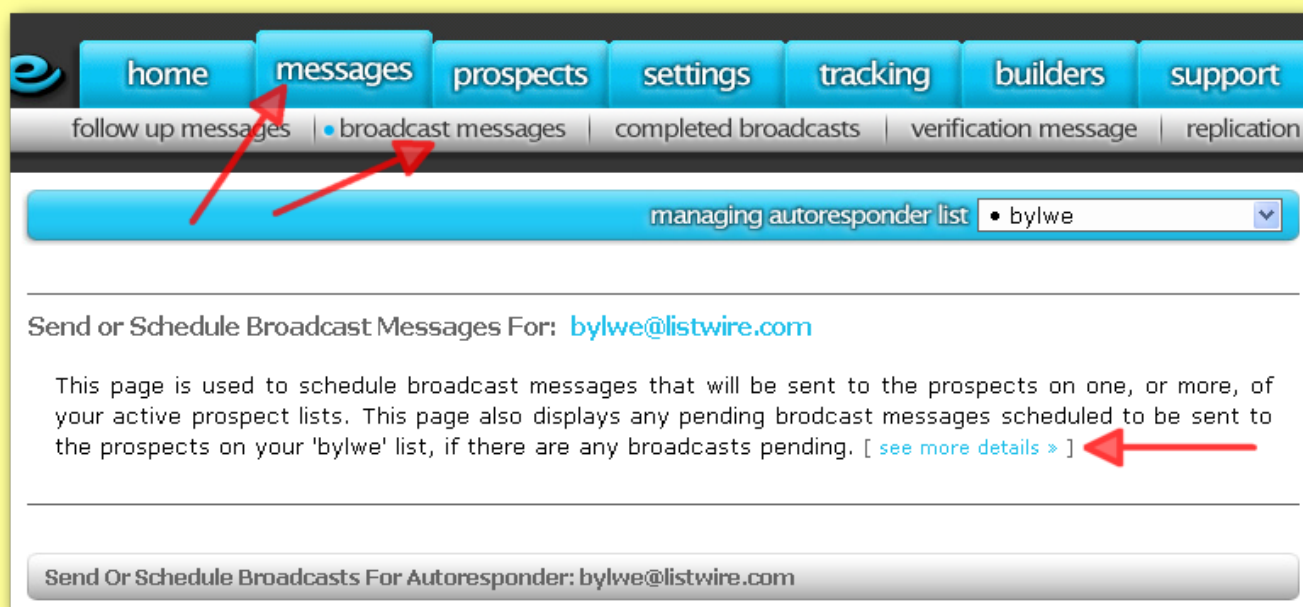 e home messages prospects settings tracking builders support
follow up messages | • broadcast messages | completed broadcasts | verification message | replication
managing autoresponder list • bylwe
Send or Schedule Broadcast Messages For: bylwe@listwire.com
This page is used to schedule broadcast messages that will be sent to the prospects on one, or more, of
your active prospect lists. This page also displays any pending brodcast messages scheduled to be sent to
the prospects on your 'bylwe' list, if there are any broadcasts pending. [ see more details » ]
Send Or Schedule Broadcasts For Autoresponder: bylwe@listwire.com